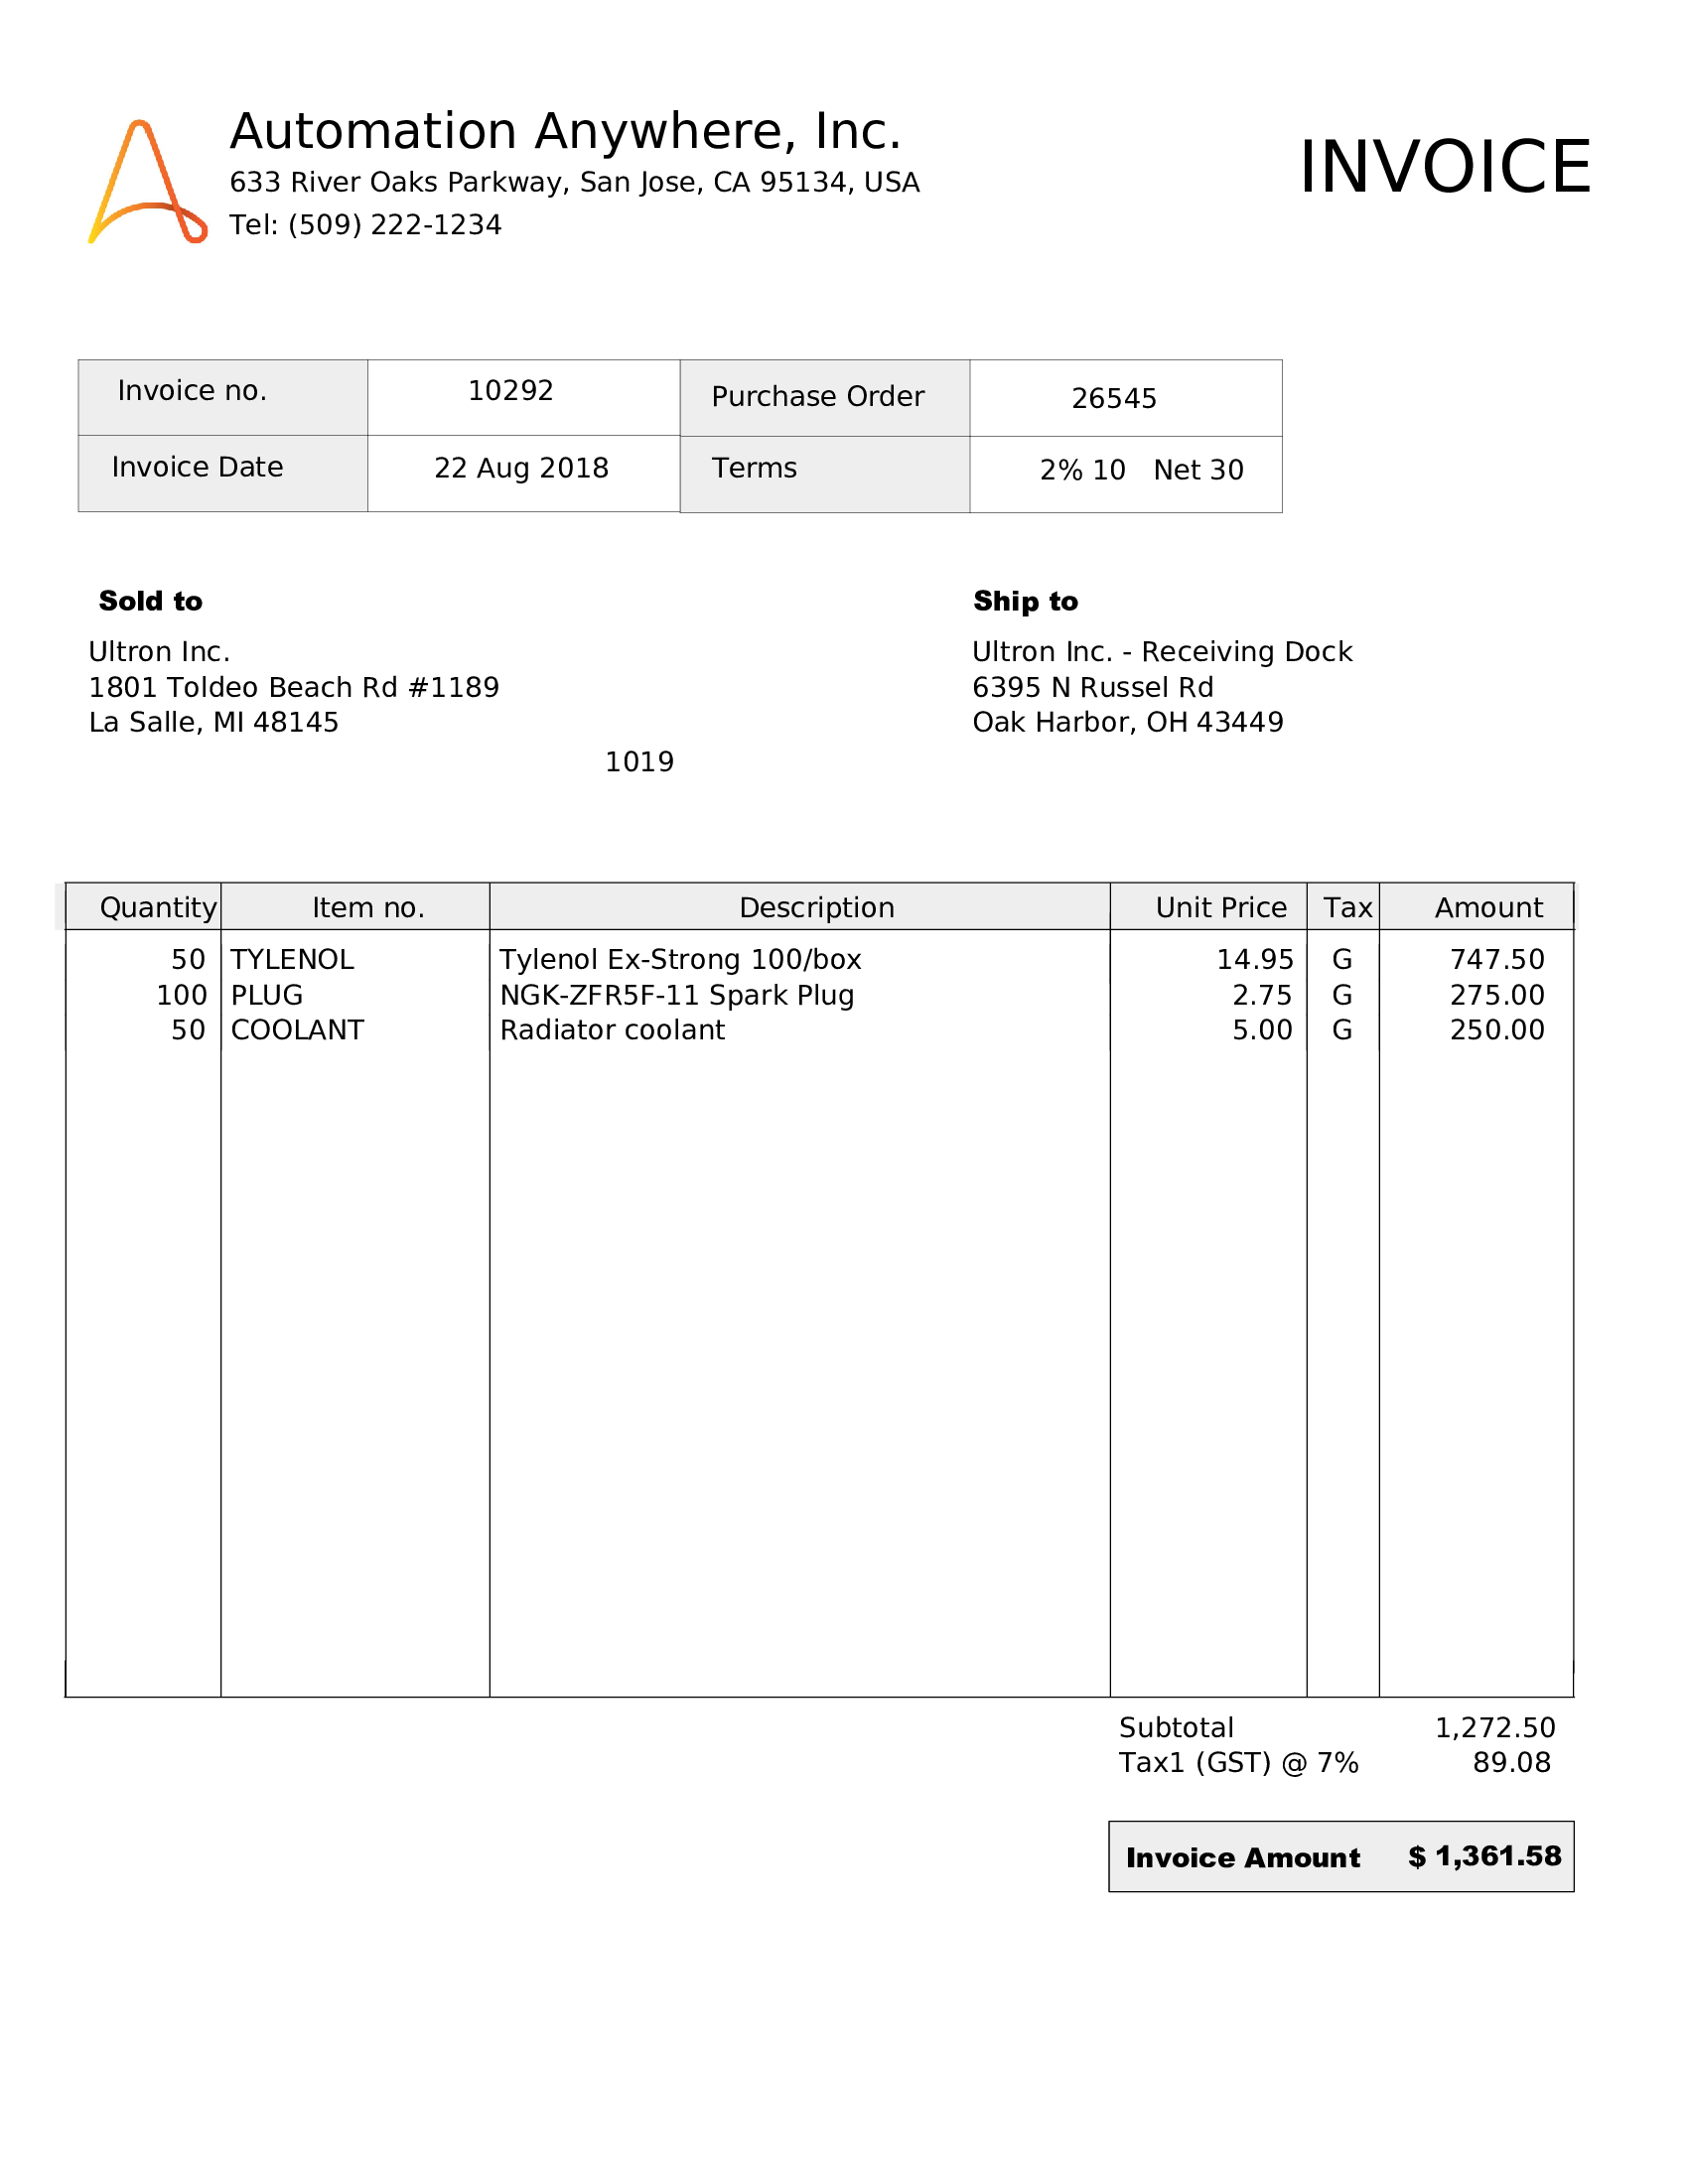 Automation Anywhere, Inc.
633 River Oaks Parkway, San Jose, CA 95134, USA
Tel: (509) 222-1234
INVOICE
Invoice no. 10292 Purchase Order 26545
Invoice Date 22 Aug 2018 Terms 2% 10 Net 30
Sold to
Ultron Inc.
1801 Toldeo Beach Rd #1189
La Salle, MI 48145
1019
Ship to
Ultron Inc. - Receiving Dock
6395 N Russel Rd
Oak Harbor, OH 43449
Quantity Item no. Description Unit Price Tax Amount
50 TYLENOL Tylenol Ex-Strong 100/box 14.95 G 747.50
100 PLUG NGK-ZFR5F-11 Spark Plug 2.75 G 275.00
50 COOLANT Radiator coolant 5.00 G 250.00
Subtotal 1,272.50
Tax1 (GST) @ 7% 89.08
Invoice Amount $ 1,361.58